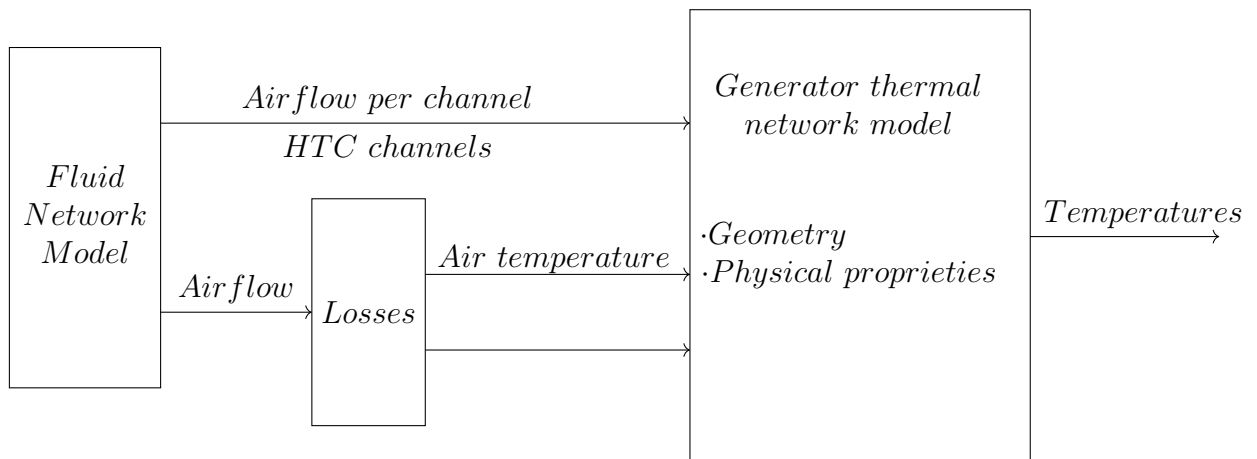 Fluid
Network
Model
Airflow per channel
HTC channels
Airflow
Losses
Air temperature
Generator thermal
network model
·Geometry
·Physical proprieties
Temperatures